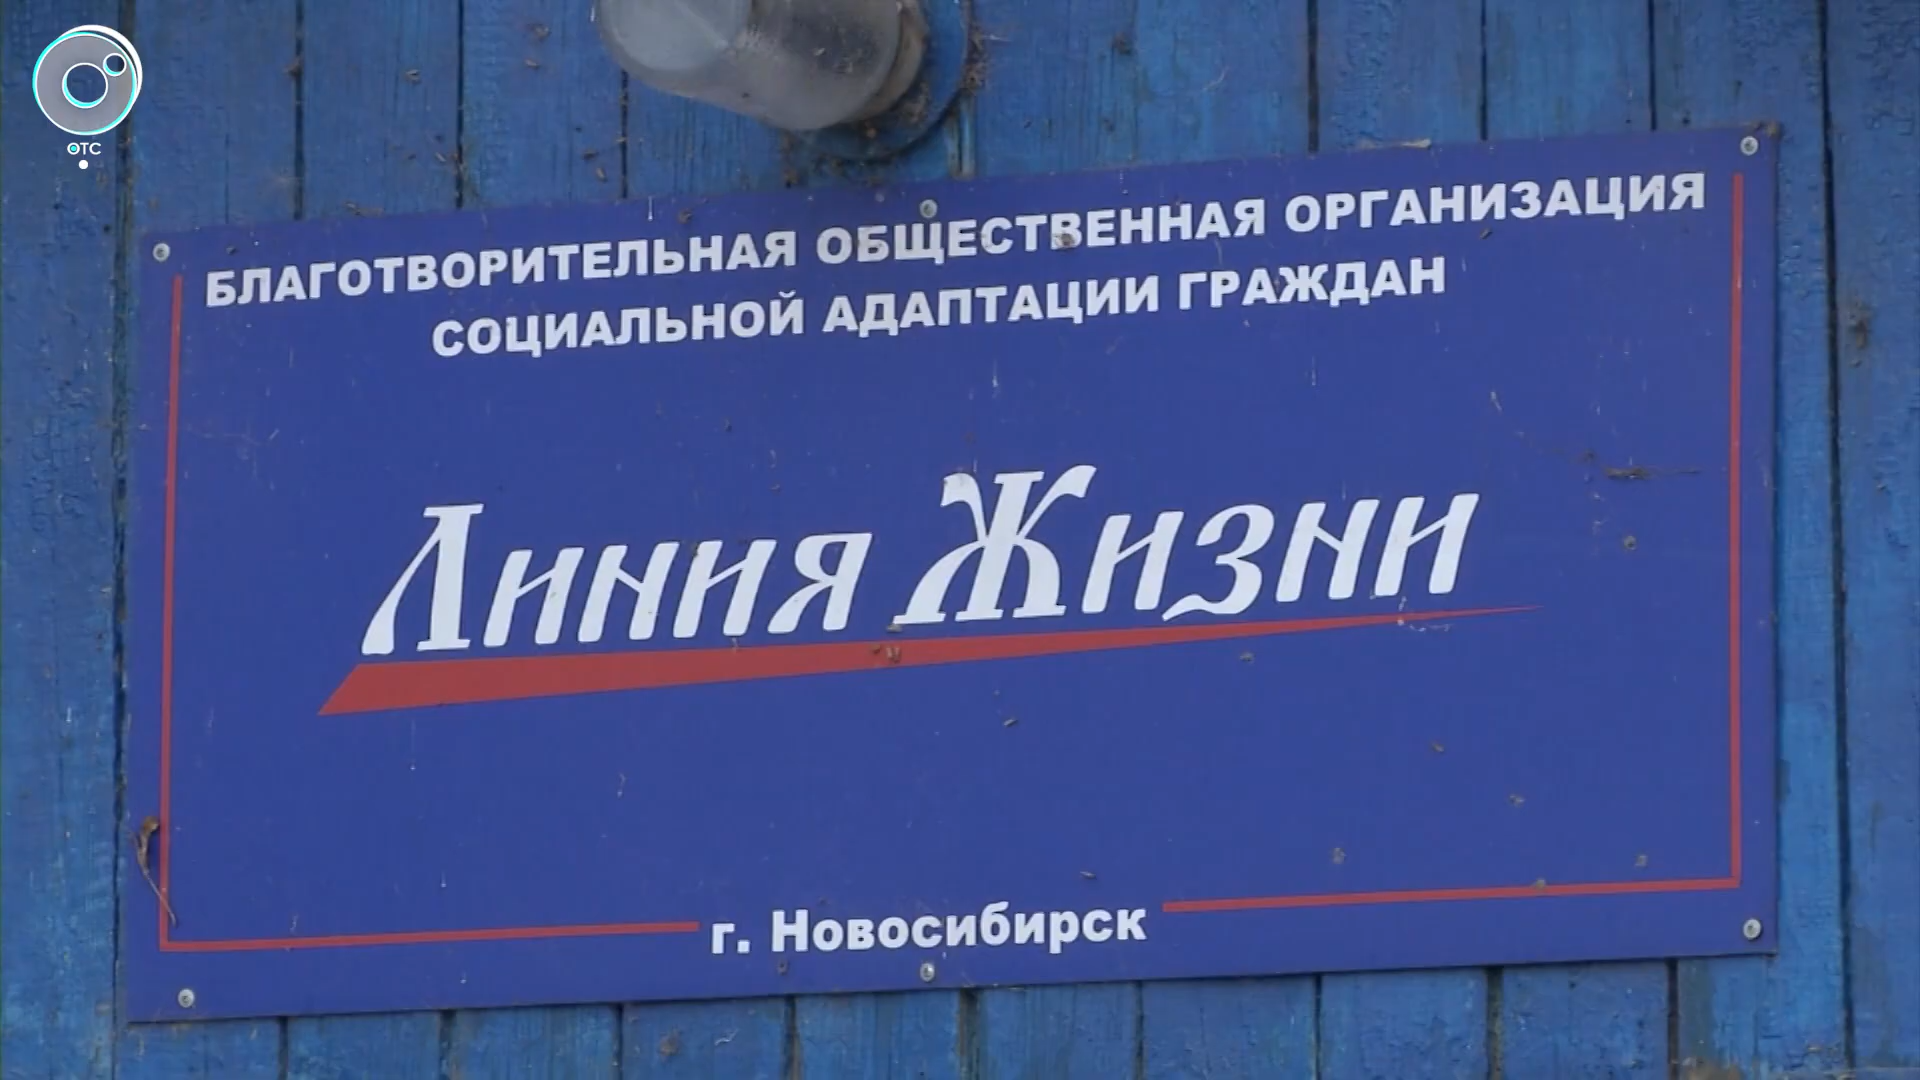 ОТС
БЛАГОТВОРИТЕЛЬНАЯ ОБЩЕСТВЕННАЯ ОРГАНИЗАЦИЯ
СОЦИАЛЬНОЙ АДАПТАЦИИ ГРАЖДАН
Линия Жизни
г. Новосибирск